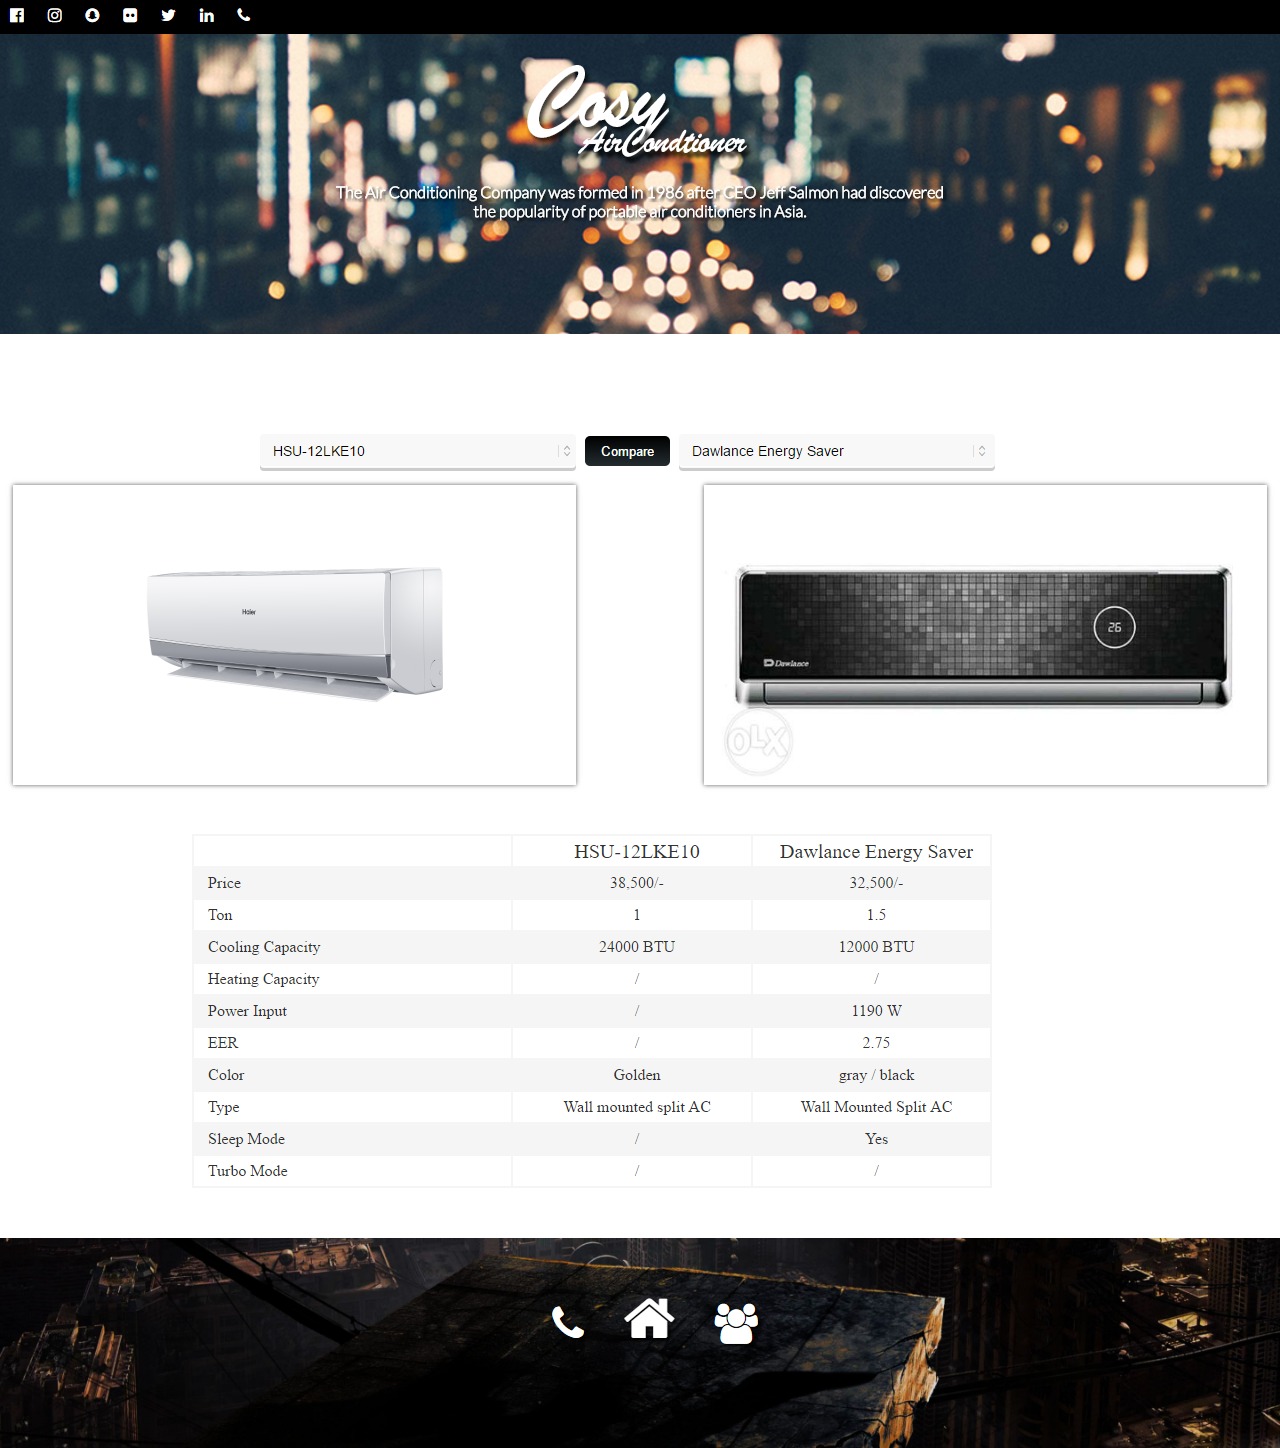 Cosy
AirCondtioner
The Air Conditioning Company was formed in 1986 after CEO Jeff Salmon had discovered
the popularity of portable air conditioners in Asia.
HSU-12LKE10 Compare Dawlance Energy Saver
Haier
26
Dawlance
OLX
HSU-12LKE10 Dawlance Energy Saver
Price 38,500/- 32,500/-
Ton 1 1.5
Cooling Capacity 24000 BTU 12000 BTU
Heating Capacity / /
Power Input / 1190 W
EER / 2.75
Color Golden gray / black
Type Wall mounted split AC Wall Mounted Split AC
Sleep Mode / Yes
Turbo Mode / /